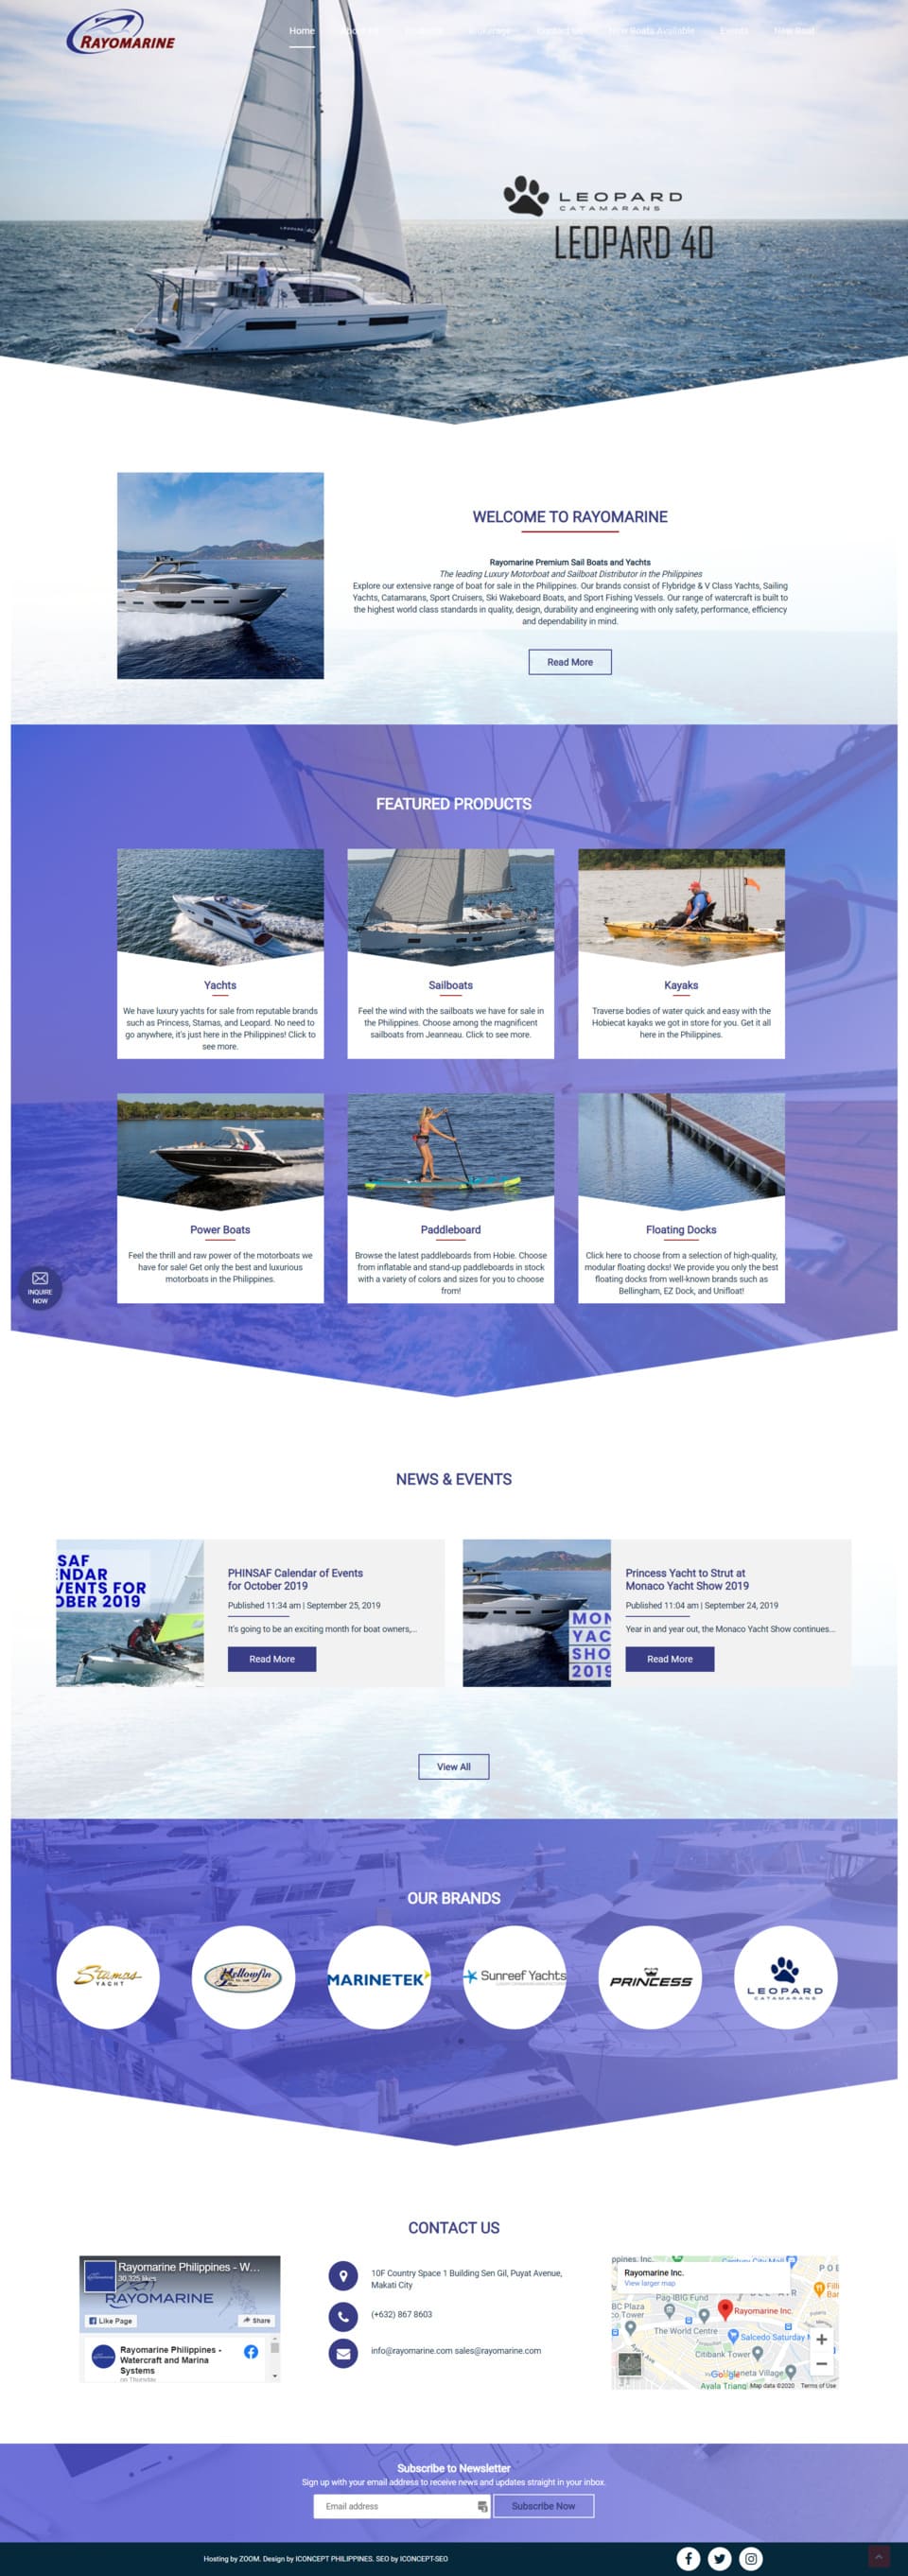 RAYOMARINE
Home
Boats Available
Events
LEOPARD
CATAMARANS
LEOPARD 40
WELCOME TO RAYOMARINE
Rayomarine Premium Sail Boats and Yachts
The leading Luxury Motorboat and Sailboat Distributor in the Philippines
Explore our extensive range of boat for sale in the Philippines. Our brands consist of Flybridge & V Class Yachts, Sailing
Yachts, Catamarans, Sport Cruisers, Ski Wakeboard Boats, and Sport Fishing Vessels. Our range of watercraft is built to
the highest world class standards in quality, design, durability and engineering with only safety, performance, efficiency
and dependability in mind.
Read More
FEATURED PRODUCTS
Yachts
We have luxury yachts for sale from reputable brands
such as Princess, Stamas, and Leopard. No need to
go anywhere, it's just here in the Philippines! Click to
see more.
Sailboats
Feel the wind with the sailboats we have for sale in
the Philippines. Choose among the magnificent
sailboats from Jeanneau. Click to see more.
Kayaks
Traverse bodies of water quick and easy with the
Hobiecat kayaks we got in store for you. Get it all
here in the Philippines.
Power Boats
Feel the thrill and raw power of the motorboats we
have for sale! Get only the best and luxurious
motorboats in the Philippines.
Paddleboard
Browse the latest paddleboards from Hobie. Choose
from inflatable and stand-up paddleboards in stock
with a variety of colors and sizes for you to choose
from!
Floating Docks
Click here to choose from a selection of high-quality,
modular floating docks! We provide you only the best
floating docks from well-known brands such as
Bellingham, EZ Dock, and Unifloat!
INQUIRE
NOW
NEWS & EVENTS
SAF
NDAR
VENTS FOR
OBER 2019
PHINSAF Calendar of Events
for October 2019
Published 11:34 am | September 25, 2019
It's going to be an exciting month for boat owners,...
Read More
MON
YAC
SHO
2019
Princess Yacht to Strut at
Monaco Yacht Show 2019
Published 11:04 am | September 24, 2019
Year in and year out, the Monaco Yacht Show continues...
Read More
View All
OUR BRANDS
Stamas
YACHT
Yellowfin
MARINETEK
Sunreef Yachts
PRINCESS
LEOPARD
CATAMARANS
CONTACT US
Rayomarine Philippines - W...
30,325 likes
RAYOMARINE
Like Page
Share
Rayomarine Philippines -
Watercraft and Marina
Systems
on Thursday
10F Country Space 1 Building Sen Gil, Puyat Avenue,
Makati City
(+632) 867 8603
info@rayomarine.com sales@rayomarine.com
Rayomarine Inc.
View larger map
Century City Mall
Pag-IBIG Fund
BC Plaza
Rayomarine Inc.
The World Centre
Salcedo Saturday
Citibank Tower
Google
Ayala Triang
Map data ©2020
Terms of Use
Subscribe to Newsletter
Sign up with your email address to receive news and updates straight in your inbox.
Email address
Subscribe Now
Hosting by ZOOM. Design by ICONCEPT PHILIPPINES. SEO by ICONCEPT-SEO